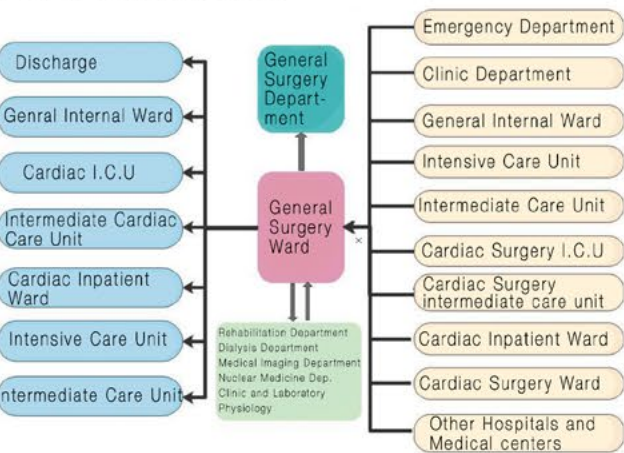 Discharge
Genral Internal Ward
Cardiac I.C.U
Intermediate Cardiac
Care Unit
Cardiac Inpatient
Ward
Intensive Care Unit
ntermediate Care Unit
General
Surgery
Depart-
ment
General
Surgery
Ward
Rehabilitation Department
Dialysis Department
Medical Imaging Department
Nuclear Medicine Dep.
Clinic and Laboratory
Physiology
×
Emergency Department
Clinic Department
General Internal Ward
Intensive Care Unit
Intermediate Care Unit
Cardiac Surgery I.C.U
Cardiac Surgery
intermediate care unit
Cardiac Inpatient Ward
Cardiac Surgery Ward
Other Hospitals and
Medical centers